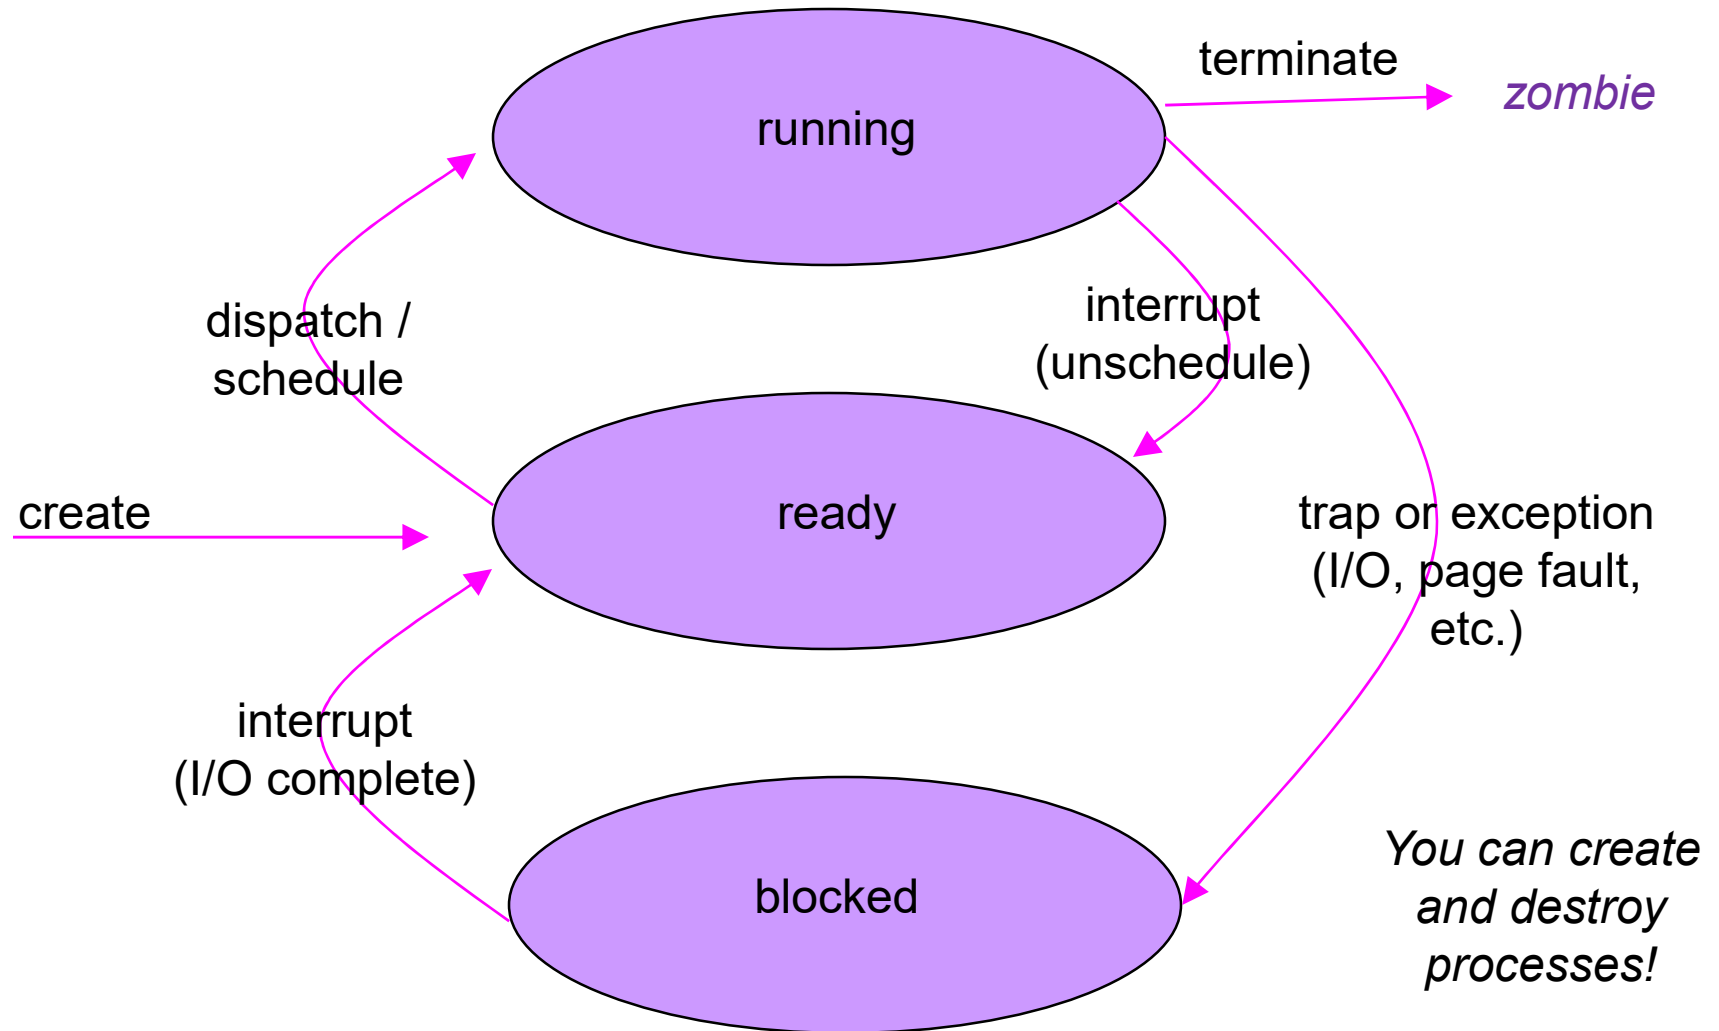 terminate
zombie
running
dispatch /
schedule
interrupt
(unschedule)
create
ready
trap or exception
(I/O, page fault,
etc.)
interrupt
(I/O complete)
blocked
You can create
and destroy
processes!